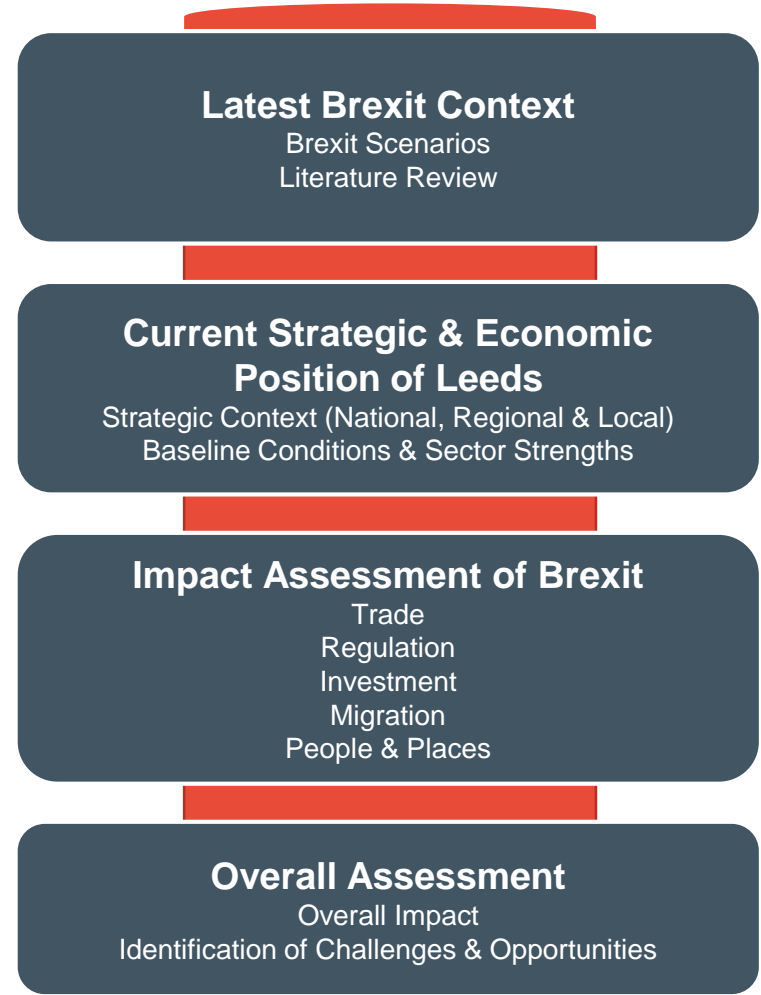 Latest Brexit Context
Brexit Scenarios
Literature Review
Current Strategic & Economic
Position of Leeds
Strategic Context (National, Regional & Local)
Baseline Conditions & Sector Strengths
Impact Assessment of Brexit
Trade
Regulation
Investment
Migration
People & Places
Overall Assessment
Overall Impact
Identification of Challenges & Opportunities